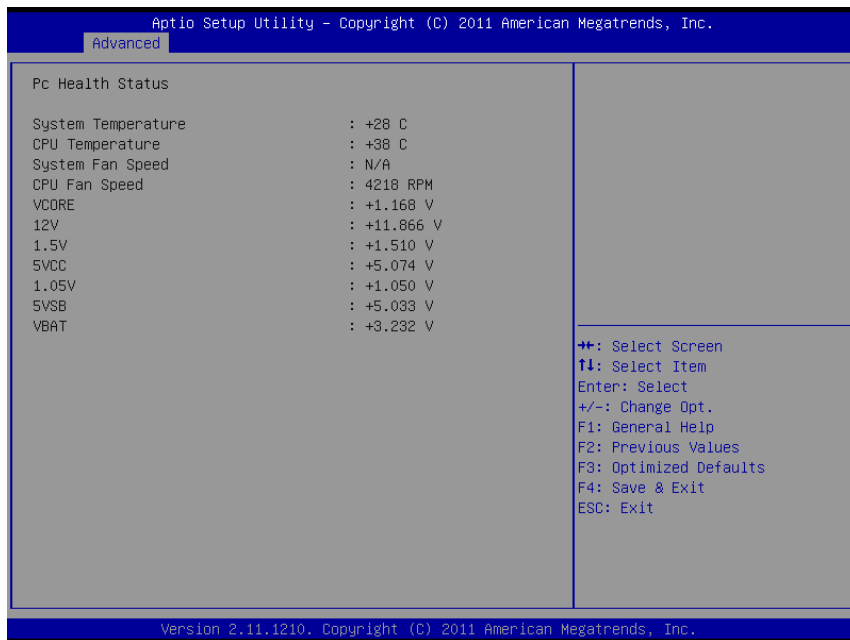 Aptio Setup Utility – Copyright (C) 2011 American Megatrends, Inc.
Advanced
Pc Health Status
System Temperature : +28 C
CPU Temperature : +38 C
System Fan Speed : N/A
CPU Fan Speed : 4218 RPM
VCORE : +1.168 V
12V : +11.866 V
1.5V : +1.510 V
5VCC : +5.074 V
1.05V : +1.050 V
5VSB : +5.033 V
VBAT : +3.232 V
→←: Select Screen
↑↓: Select Item
Enter: Select
+/-: Change Opt.
F1: General Help
F2: Previous Values
F3: Optimized Defaults
F4: Save & Exit
ESC: Exit
Version 2.11.1210. Copyright (C) 2011 American Megatrends, Inc.